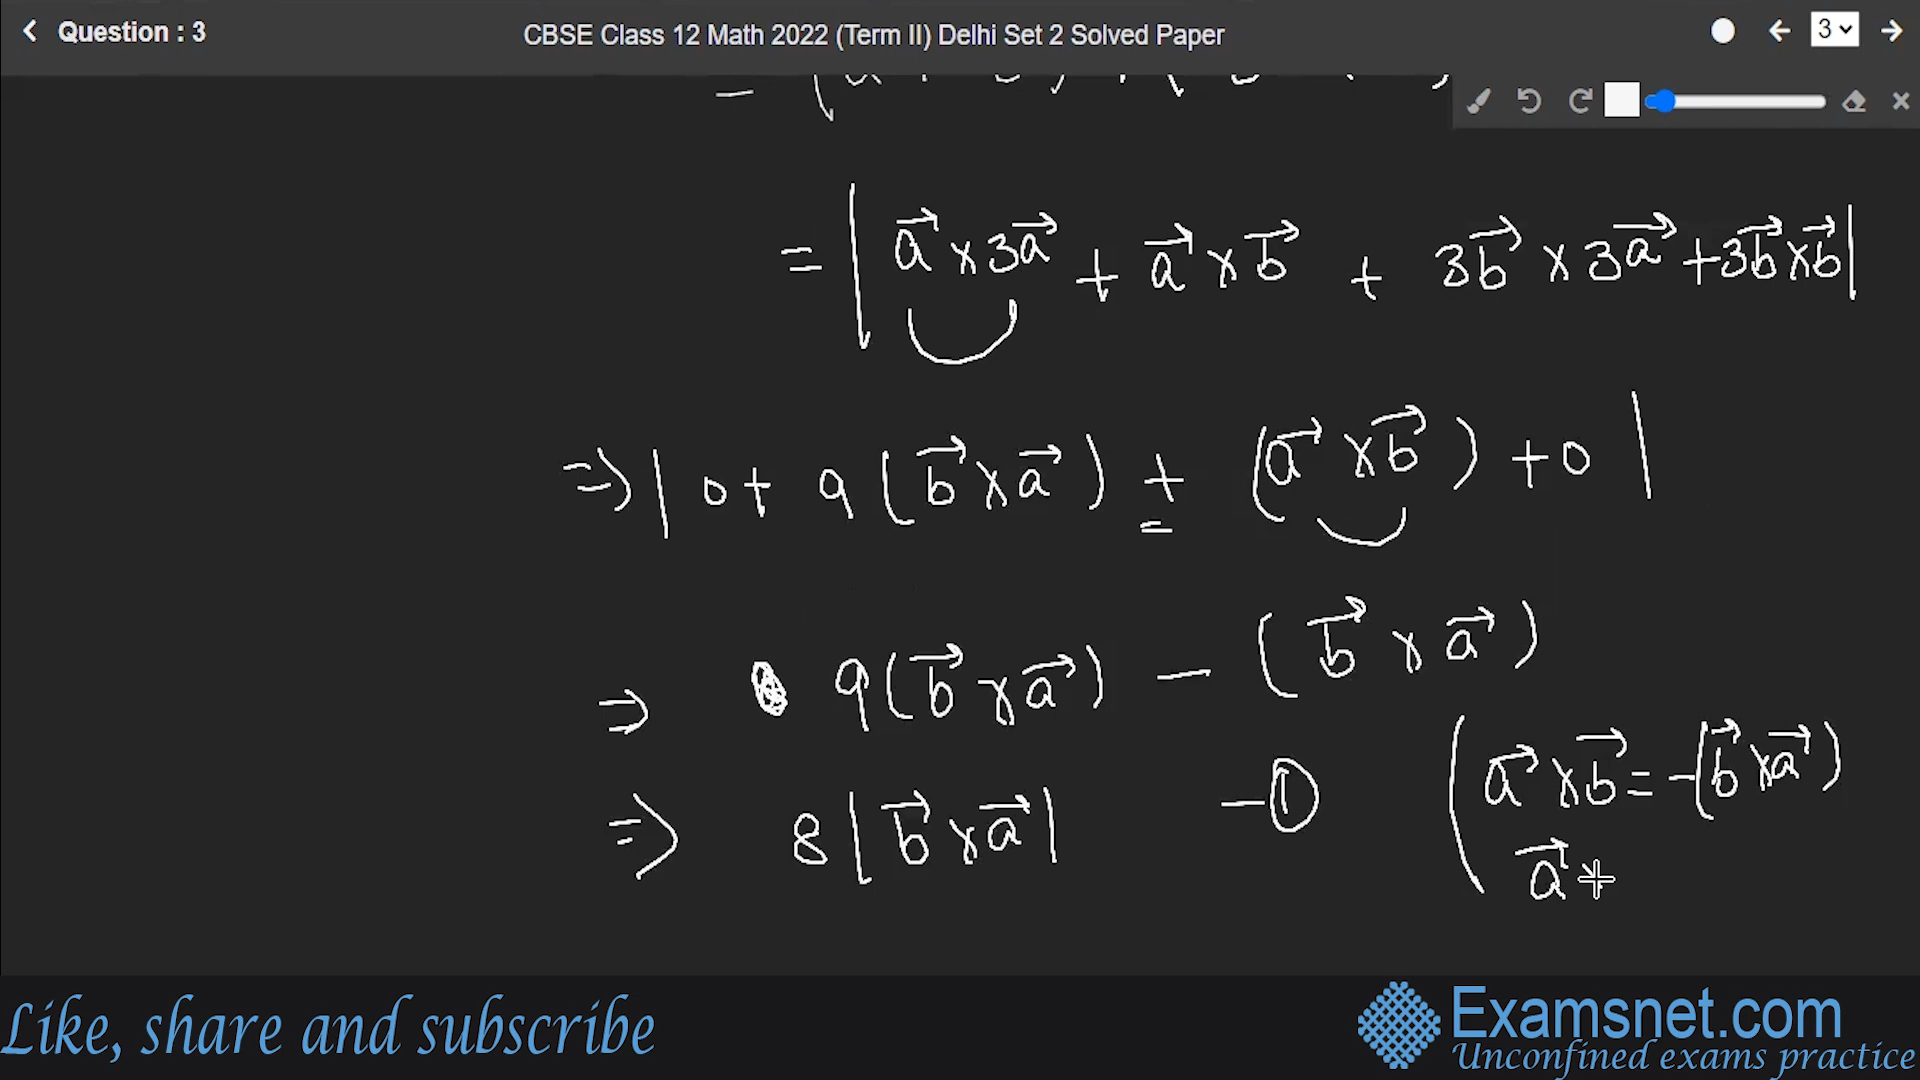 Question : 3
CBSE Class 12 Math 2022 (Term II) Delhi Set 2 Solved Paper
3
= | a⃗ × 3a⃗ + a⃗ × b⃗ + 3b⃗ × 3a⃗ + 3b⃗ × b⃗ |
⇒ | 0 + 9 ( b⃗ × a⃗ ) + ( a⃗ × b⃗ ) + 0 |
⇒ 9 ( b⃗ × a⃗ ) − ( b⃗ × a⃗ )
( a⃗ × b⃗ = −( b⃗ × a⃗ )
⇒ 8 | b⃗ × a⃗ | − ①
a⃗
Like, share and subscribe
Examsnet.com
Unconfined exams practice